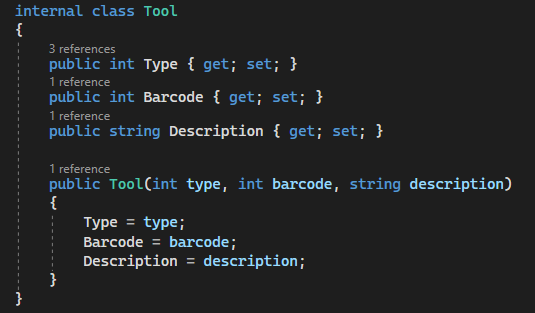 internal class Tool
{
3 references
public int Type { get; set; }
1 reference
public int Barcode { get; set; }
1 reference
public string Description { get; set; }
1 reference
public Tool(int type, int barcode, string description)
{
Type = type;
Barcode = barcode;
Description = description;
}
}